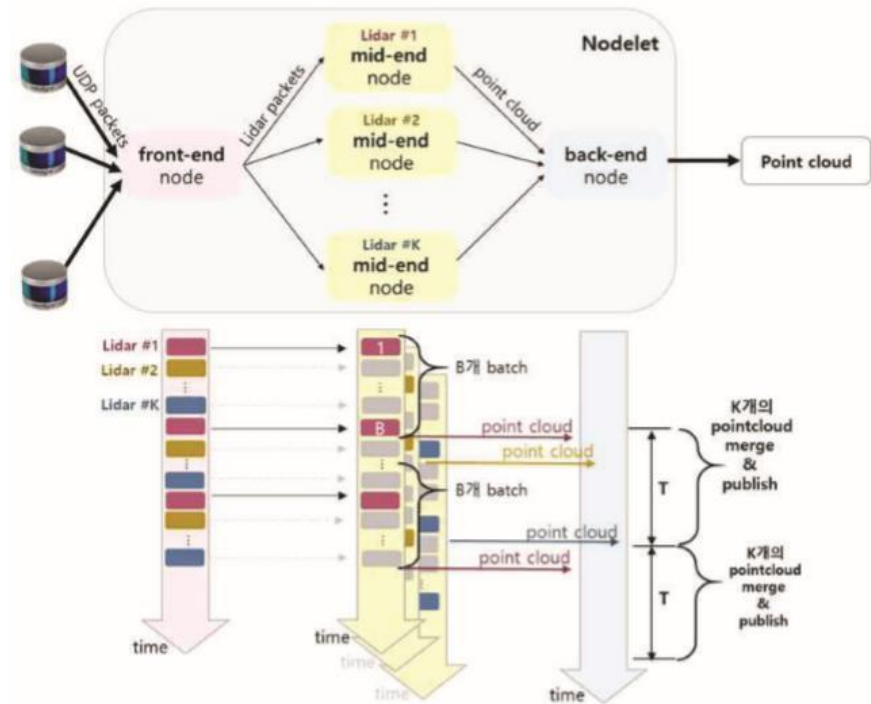 Nodelet
UDP packets
Lidar packets
point cloud
Lidar #1
mid-end
node
Lidar #2
mid-end
node
⋮
Lidar #K
mid-end
node
front-end
node
back-end
node
Point cloud
Lidar #1
Lidar #2
⋮
Lidar #K
⋮
⋮
time
1
⋮
B
⋮
⋮
B개 batch
B개 batch
time
time
time
point cloud
point cloud
point cloud
point cloud
T
T
time
K개의
pointcloud
merge
&
publish
K개의
pointcloud
merge
&
publish